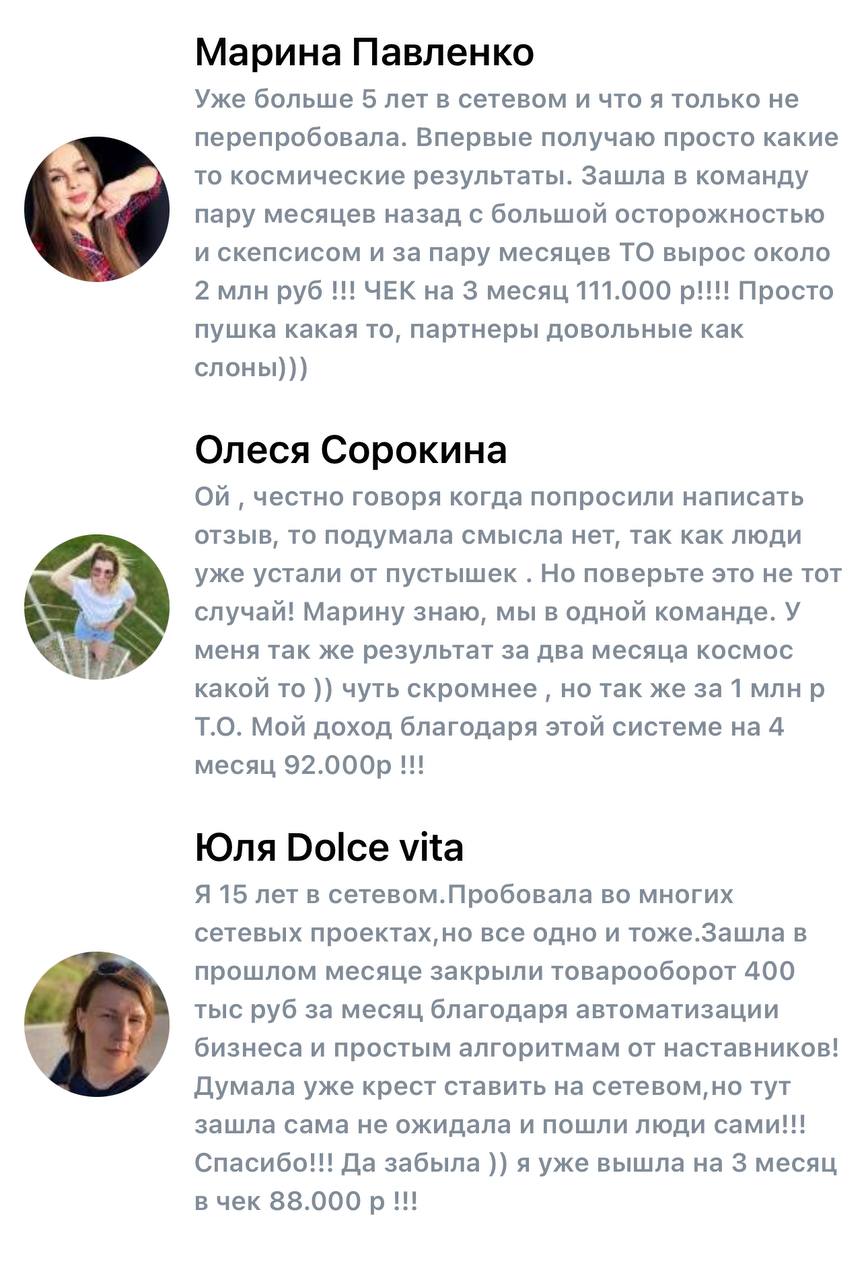 Марина Павленко
Уже больше 5 лет в сетевом и что я только не
перепробовала. Впервые получаю просто какие
то космические результаты. Зашла в команду
пару месяцев назад с большой осторожностью
и скепсисом и за пару месяцев ТО вырос около
2 млн руб !!! ЧЕК на 3 месяц 111.000 р!!!! Просто
пушка какая то, партнеры довольные как
слоны)))
Олеся Сорокина
Ой , честно говоря когда попросили написать
отзыв, то подумала смысла нет, так как люди
уже устали от пустышек . Но поверьте это не тот
случай! Марину знаю, мы в одной команде. У
меня так же результат за два месяца космос
какой то )) чуть скромнее , но так же за 1 млн р
Т.О. Мой доход благодаря этой системе на 4
месяц 92.000р !!!
Юля Dolce vita
Я 15 лет в сетевом.Пробовала во многих
сетевых проектах,но все одно и тоже.Зашла в
прошлом месяце закрыли товарооборот 400
тыс руб за месяц благодаря автоматизации
бизнеса и простым алгоритмам от наставников!
Думала уже крест ставить на сетевом,но тут
зашла сама не ожидала и пошли люди сами!!!
Спасибо!!! Да забыла )) я уже вышла на 3 месяц
в чек 88.000 р !!!